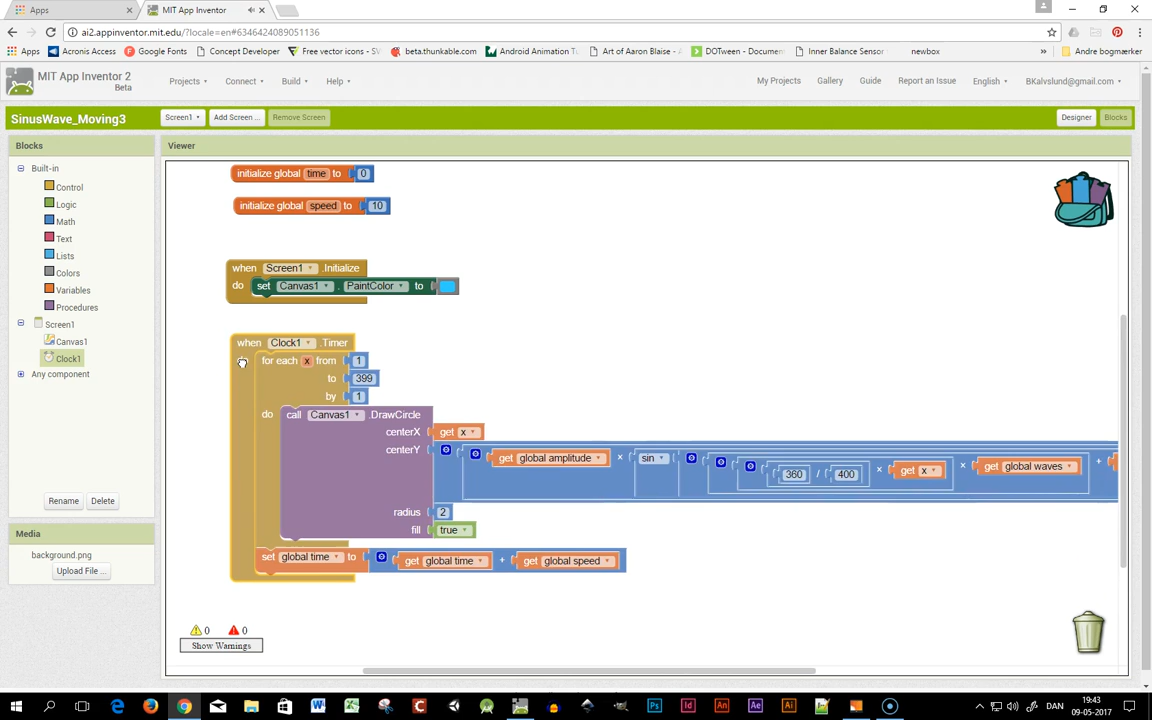 Apps
MIT App Inventor 2
https://ai2.appinventor.mit.edu/?locale=en#6346424089051136
Apps
Acronis Access
Google Fonts
Concept Developer
Free vector icons - SV
beta.thunkable.com
Android Animation Tu
Art of Aaron Blaise - A
DOTween - Documen
Inner Balance Sensor
newbox
»
Andre bogmærker
MIT App Inventor 2
Beta
Projects
Connect
Build
Help
My Projects
Gallery
Guide
Report an Issue
English
BKalvslund@gmail.com
SinusWave_Moving3
Screen1
Add Screen ...
Remove Screen
Designer
Blocks
Blocks
Viewer
Built-in
Control
Logic
Math
Text
Lists
Colors
Variables
Procedures
Screen1
Canvas1
Clock1
Any component
Rename
Delete
Media
background.png
Upload File ...
initialize global time to 0
initialize global speed to 10
when Screen1 .Initialize
do set Canvas1 . PaintColor to
when Clock1 .Timer
for each x from 1
to 399
by 1
do call Canvas1 .DrawCircle
centerX get x
centerY get global amplitude × sin 360 / 400 × get x × get global waves +
radius 2
fill true
set global time to get global time + get global speed
0 0
Show Warnings
DAN
19:43
09-05-2017